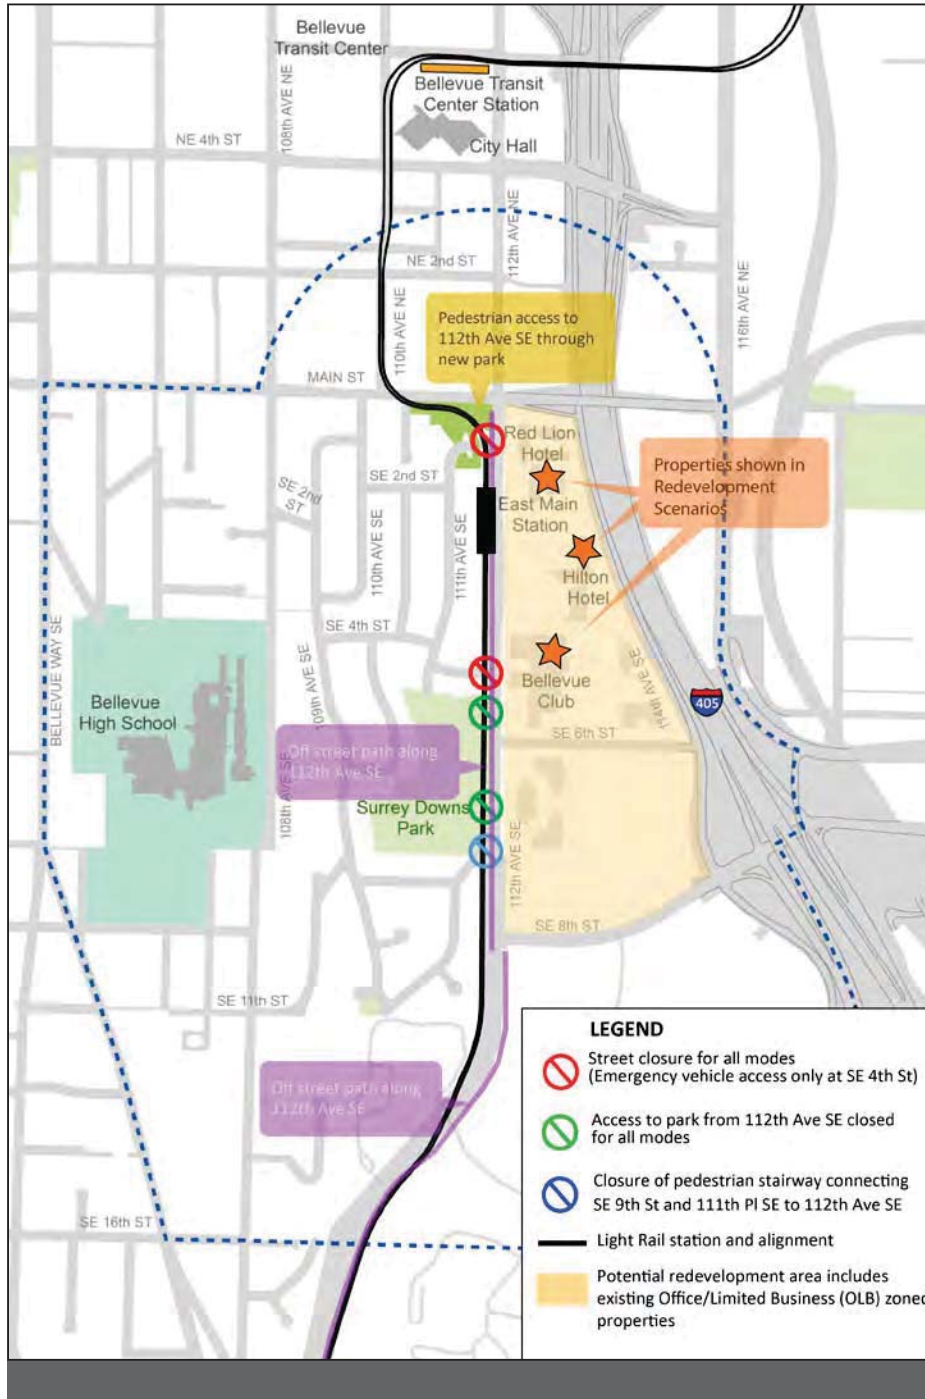 Bellevue
Transit Center
Bellevue Transit
Center Station
City Hall
NE 4th ST
108th AVE NE
112th AVE NE
NE 2nd ST
110th AVE NE
116th AVE NE
Pedestrian access to
112th Ave SE through
new park
MAIN ST
Red Lion
Hotel
Properties shown in
Redevelopment
Scenarios
SE 2nd ST
SE 2nd
ST
East Main
Station
110th AVE SE
111th AVE SE
Hilton
Hotel
SE 4th ST
BELLEVUE WAY SE
109th AVE SE
Bellevue
Club
114th AVE SE
405
Bellevue
High School
SE 6th ST
Off street path along
112th Ave SE
108th AVE SE
Surrey Downs
Park
112th AVE SE
SE 8th ST
SE 11th ST
Off street path along
112th Ave SE
SE 16th ST
LEGEND
Street closure for all modes
(Emergency vehicle access only at SE 4th St)
Access to park from 112th Ave SE closed
for all modes
Closure of pedestrian stairway connecting
SE 9th St and 111th Pl SE to 112th Ave SE
Light Rail station and alignment
Potential redevelopment area includes
existing Office/Limited Business (OLB) zoned
properties